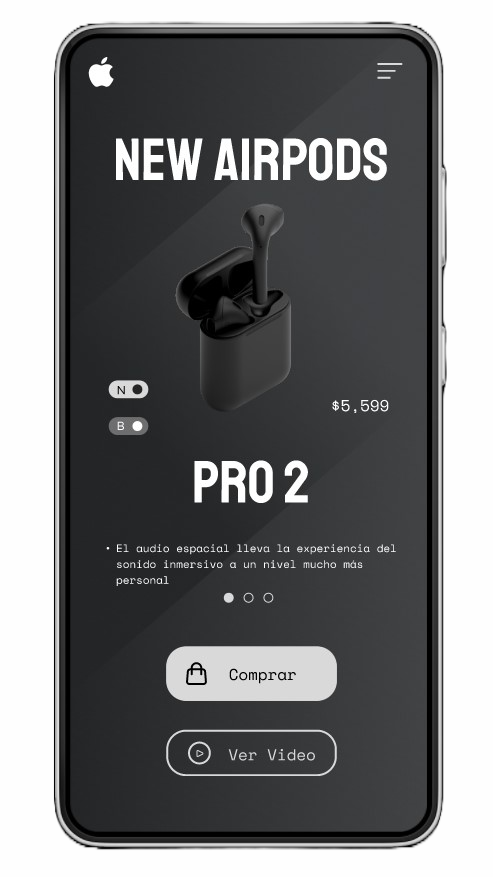 NEW AIRPODS
N
$5,599
B
PRO 2
• El audio espacial lleva la experiencia del
sonido inmersivo a un nivel mucho más
personal
Comprar
Ver Video